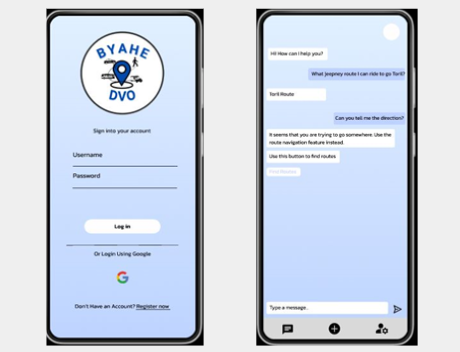 BYAHE
DVO
Sign into your account
Username
Password
Log in
Or Login Using Google
Don't Have an Account? Register now
Hi! How can I help you?
What jeepney route I can ride to go Toril?
Toril Route
Can you tell me the direction?
It seems that you are trying to go somewhere. Use the
route navigation feature instead.
Use this button to find routes
Find Routes
Type a message..